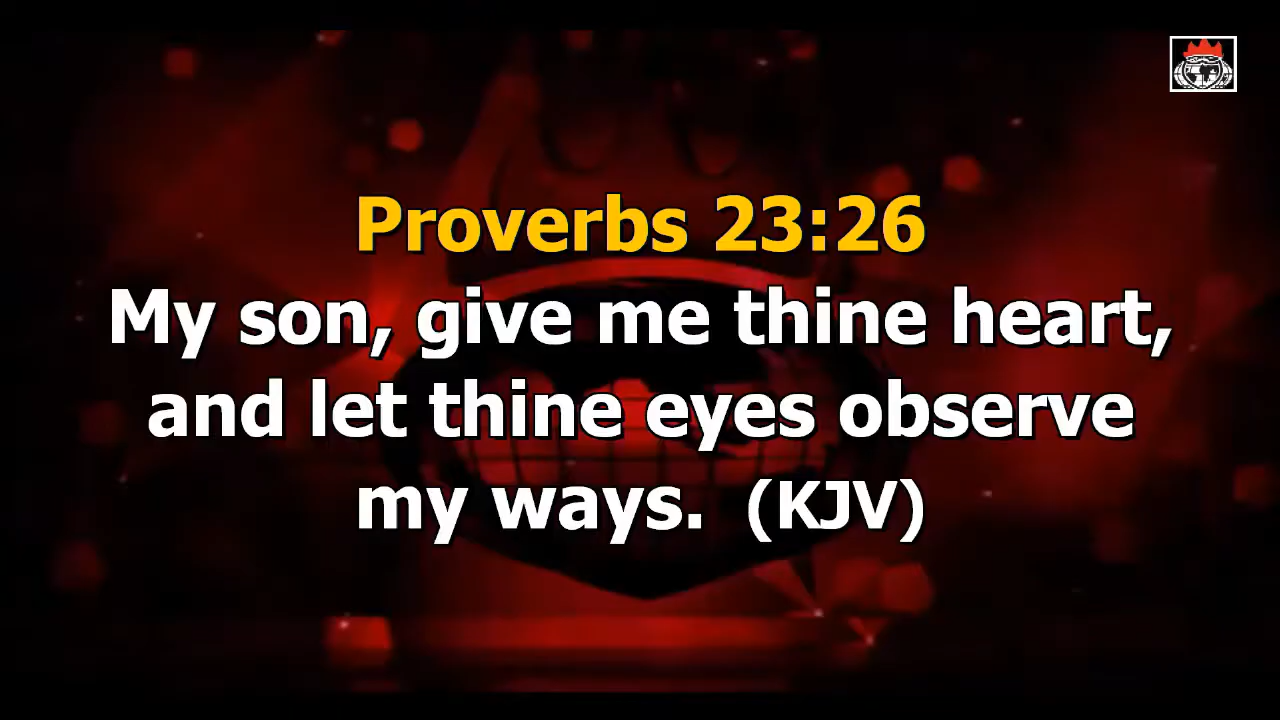 Proverbs 23:26
My son, give me thine heart,
and let thine eyes observe
my ways.  (KJV)